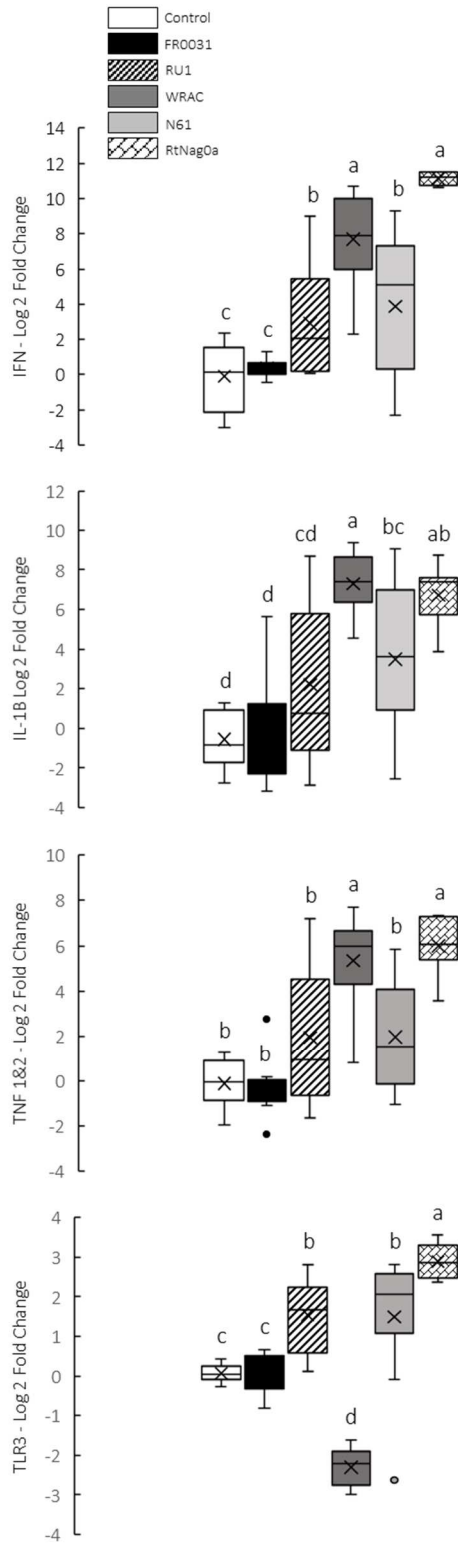 Control
FR0031
RU1
WRAC
N61
RtNag0a
IFN - Log 2 Fold Change
14
12
10
8
6
4
2
0
-2
-4
c
c
b
a
b
a
IL-1B Log 2 Fold Change
12
10
8
6
4
2
0
-2
-4
d
d
cd
a
bc
ab
TNF 1&2 - Log 2 Fold Change
10
8
6
4
2
0
-2
-4
b
b
b
a
b
a
TLR3 - Log 2 Fold Change
4
3
2
1
0
-1
-2
-3
-4
c
c
b
d
b
a